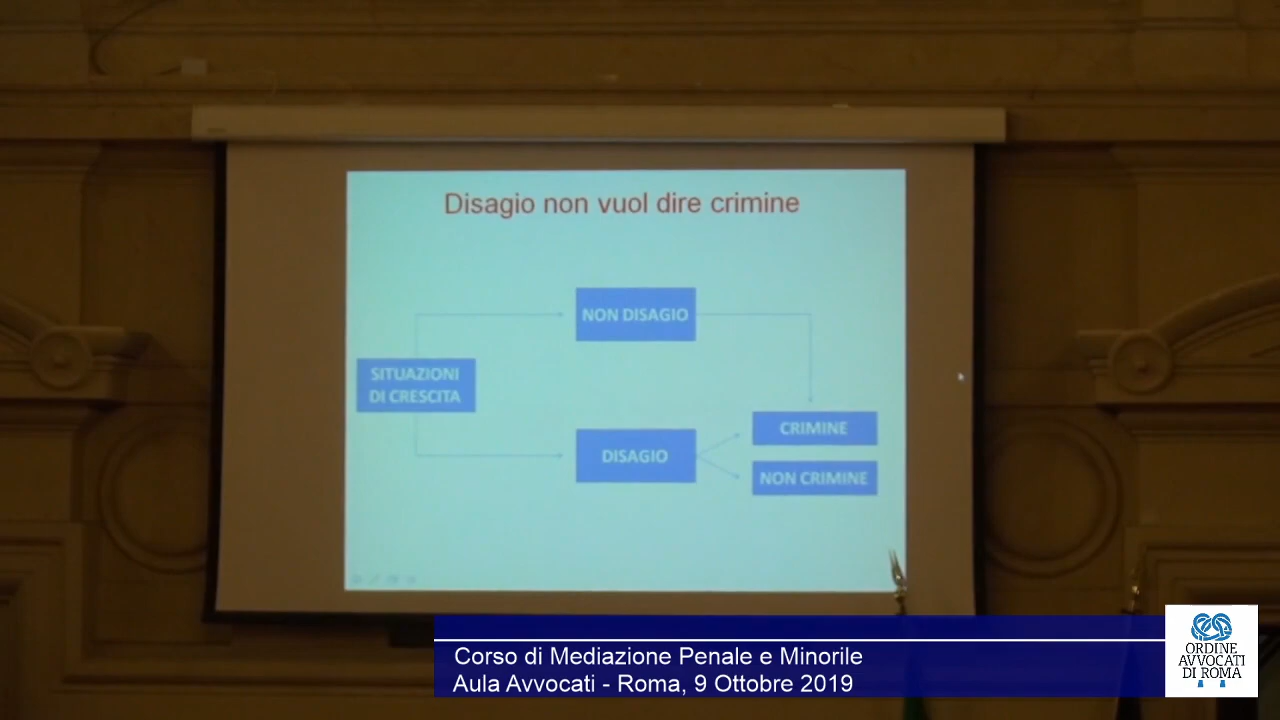 Disagio non vuol dire crimine
NON DISAGIO
SITUAZIONI
DI CRESCITA
CRIMINE
DISAGIO
NON CRIMINE
Corso di Mediazione Penale e Minorile
Aula Avvocati - Roma, 9 Ottobre 2019
ORDINE
AVVOCATI
DI ROMA